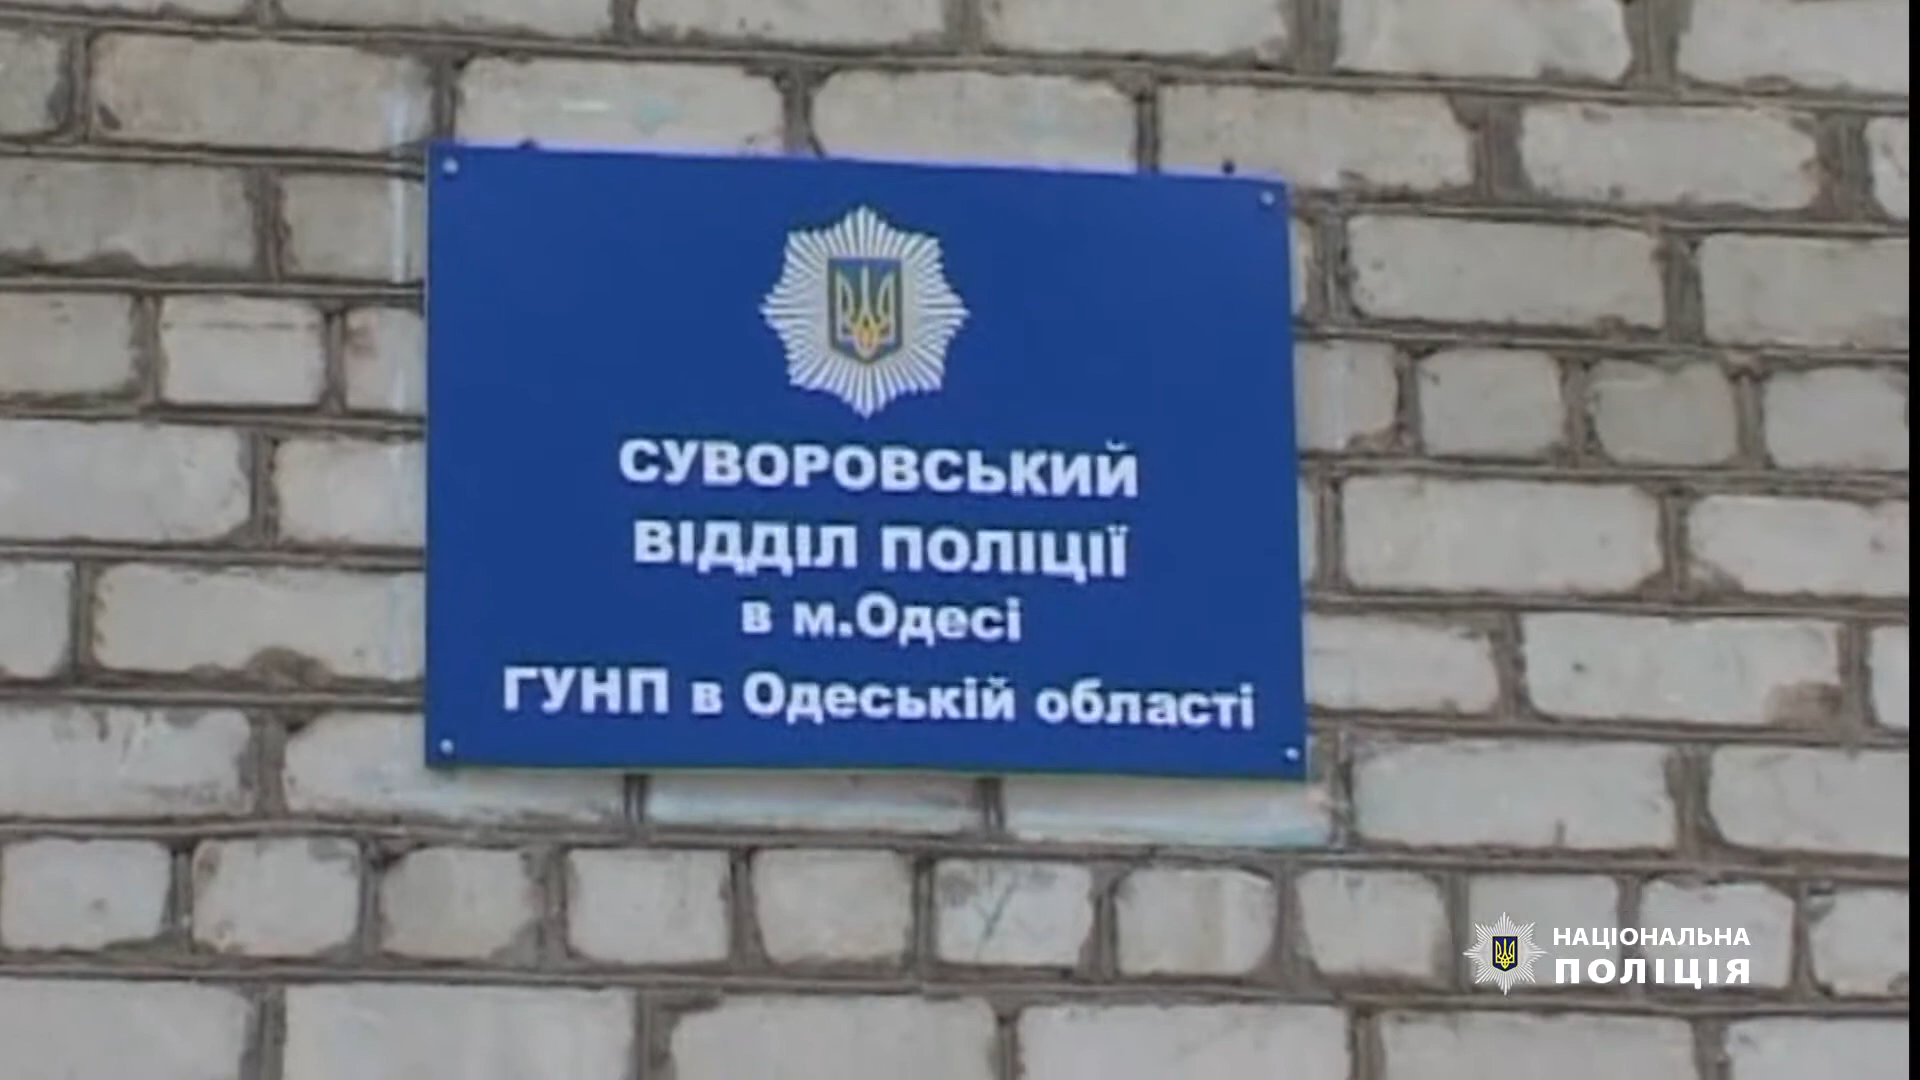 СУВОРОВСЬКИЙ
ВІДДІЛ ПОЛІЦІЇ
в м.Одесі
ГУНП в Одеській області
НАЦІОНАЛЬНА
ПОЛІЦІЯ